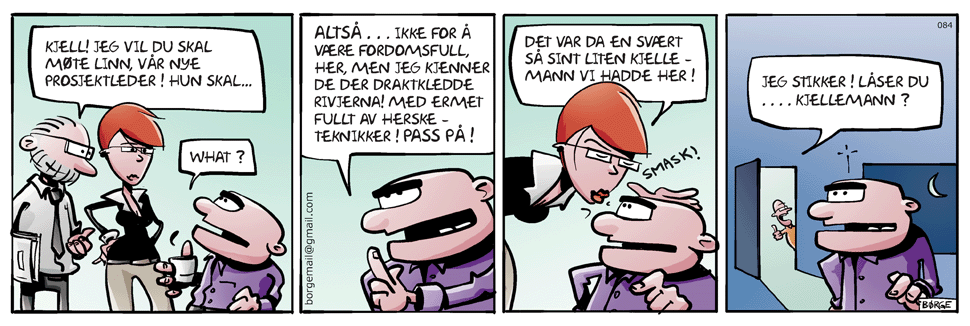 KJELL! JEG VIL DU SKAL
MØTE LINN, VÅR NYE
PROSJEKTLEDER! HUN SKAL...
WHAT?
ALTSÅ... IKKE FOR Å
VÆRE FORDOMSFULL,
HER, MEN JEG KJENNER
DE DER DRAKTKLEDDE
RIVJERNA! MED ERMET
FULLT AV HERSKE-
TEKNIKKER! PASS PÅ!
borgemail@gmail.com
DET VAR DA EN SVÆRT
SÅ SINT LITEN KJELLE-
MANN VI HADDE HER!
SMASK!
084
JEG STIKKER! LÅSER DU
....KJELLEMANN?
BØRGE